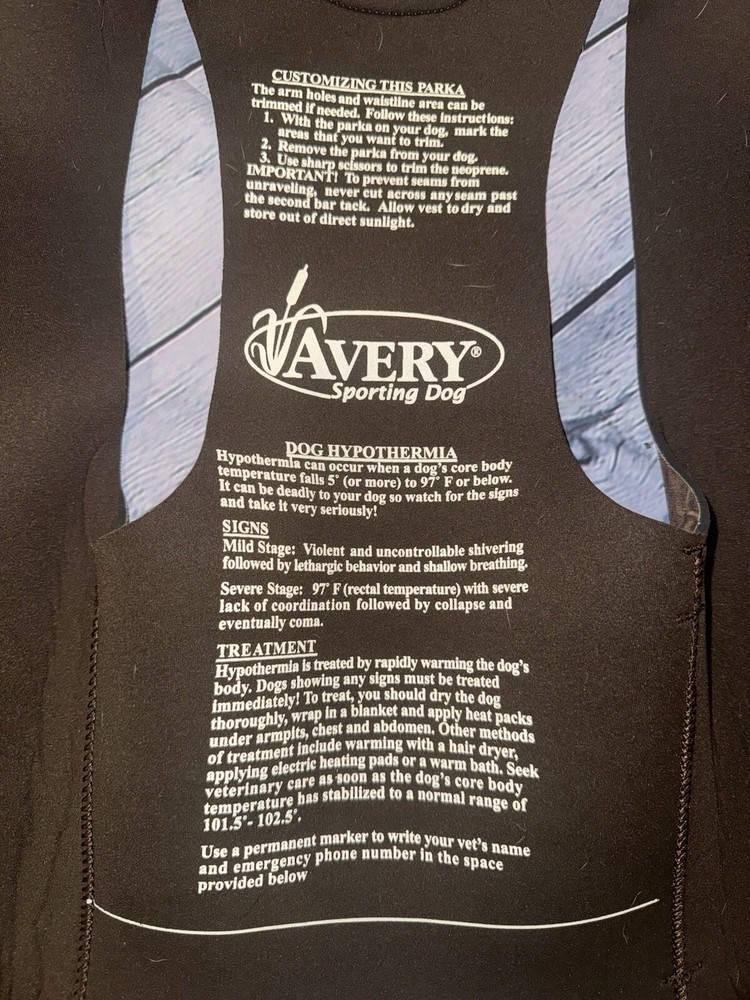 CUSTOMIZING THIS PARKA
The arm holes and waistline area can be
trimmed if needed. Follow these instructions:
1. With the parka on your dog, mark the
areas that you want to trim.
2. Remove the parka from your dog.
3. Use sharp scissors to trim the neoprene.
IMPORTANT! To prevent seams from
unraveling, never cut across any seam past
the second bar tack. Allow vest to dry and
store out of direct sunlight.
AVERY®
Sporting Dog
DOG HYPOTHERMIA
Hypothermia can occur when a dog's core body
temperature falls 5° (or more) to 97° F or below.
It can be deadly to your dog so watch for the signs
and take it very seriously!
SIGNS
Mild Stage: Violent and uncontrollable shivering
followed by lethargic behavior and shallow breathing.
Severe Stage: 97° F (rectal temperature) with severe
lack of coordination followed by collapse and
eventually coma.
TREATMENT
Hypothermia is treated by rapidly warming the dog's
body. Dogs showing any signs must be treated
immediately! To treat, you should dry the dog
thoroughly, wrap in a blanket and apply heat packs
under armpits, chest and abdomen. Other methods
of treatment include warming with a hair dryer,
applying electric heating pads or a warm bath. Seek
veterinary care as soon as the dog's core body
temperature has stabilized to a normal range of
101.5°- 102.5°.
Use a permanent marker to write your vet's name
and emergency phone number in the space
provided below